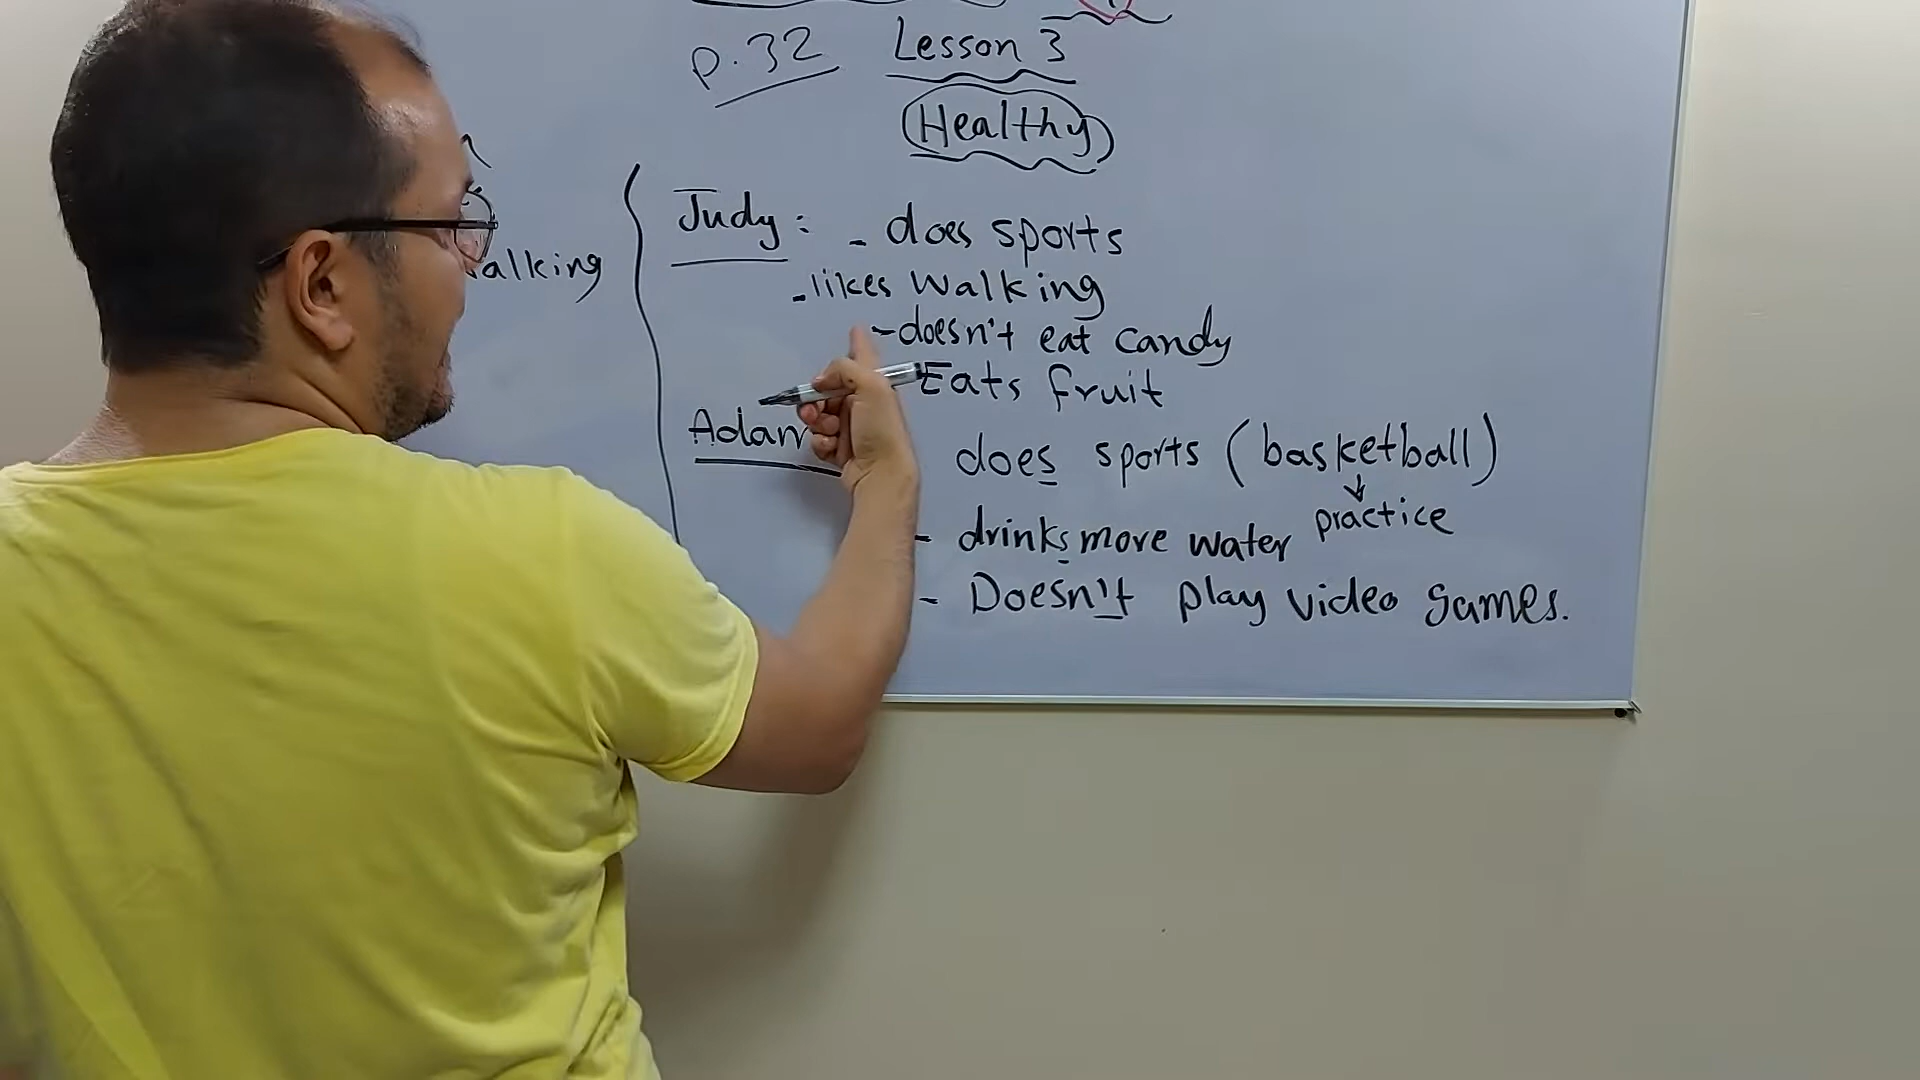 p.32 Lesson 3
Healthy
Judy: - does sports
- likes walking
- doesn't eat candy
Eats fruit
Adam
does sports (basketball)
↓
practice
- drinks more water
- Doesn't play video games.